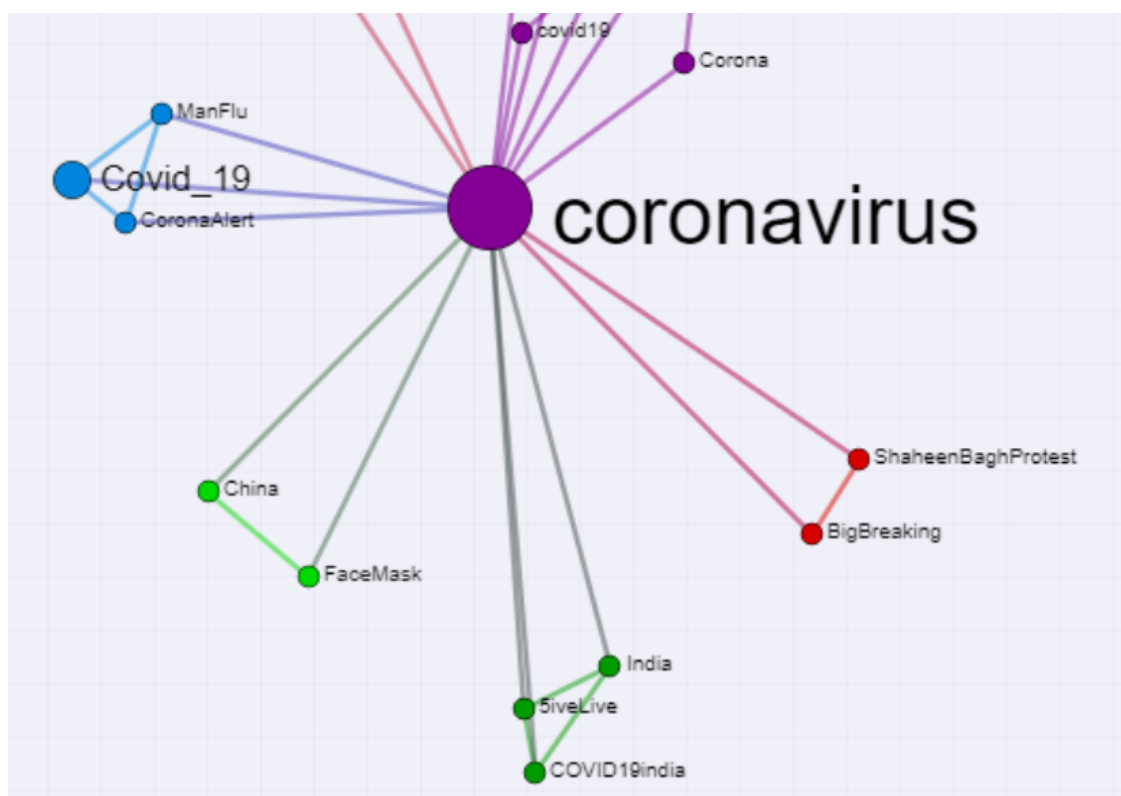 covid19
Corona
ManFlu
Covid_19
CoronaAlert
coronavirus
ShaheenBaghProtest
China
BigBreaking
FaceMask
India
5iveLive
COVID19india